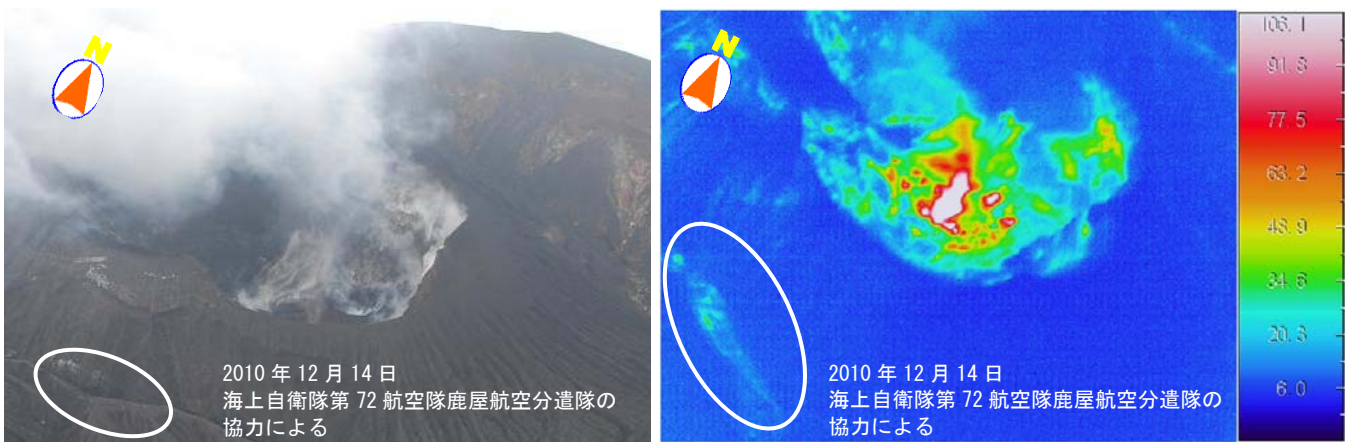 N
2010 年 12 月 14 日
海上自衛隊第 72 航空隊鹿屋航空分遣隊の
協力による
N
2010 年 12 月 14 日
海上自衛隊第 72 航空隊鹿屋航空分遣隊の
協力による
106.1
91.8
77.5
63.2
48.9
34.6
20.3
6.0